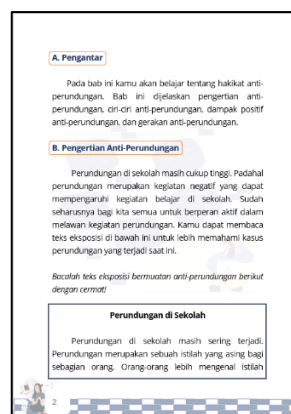 A. Pengantar
Pada bab ini kamu akan belajar tentang hakikat anti-
perundungan. Bab ini dijelaskan pengertian anti-
perundungan, ciri-ciri anti-perundungan, dampak positif
anti-perundungan, dan gerakan anti-perundungan.
B. Pengertian Anti-Perundungan
Perundungan di sekolah masih cukup tinggi. Padahal
perundungan merupakan kegiatan negatif yang dapat
mempengaruhi kegiatan belajar di sekolah. Sudah
seharusnya bagi kita semua untuk berperan aktif dalam
melawan kegiatan perundungan. Kamu dapat membaca
teks eksposisi di bawah ini untuk lebih memahami kasus
perundungan yang terjadi saat ini.
Bacalah teks eksposisi bermuatan anti-perundungan berikut
dengan cermat!
Perundungan di Sekolah
Perundungan di sekolah masih sering terjadi.
Perundungan merupakan sebuah istilah yang asing bagi
sebagian orang. Orang-orang lebih mengenal istilah
2